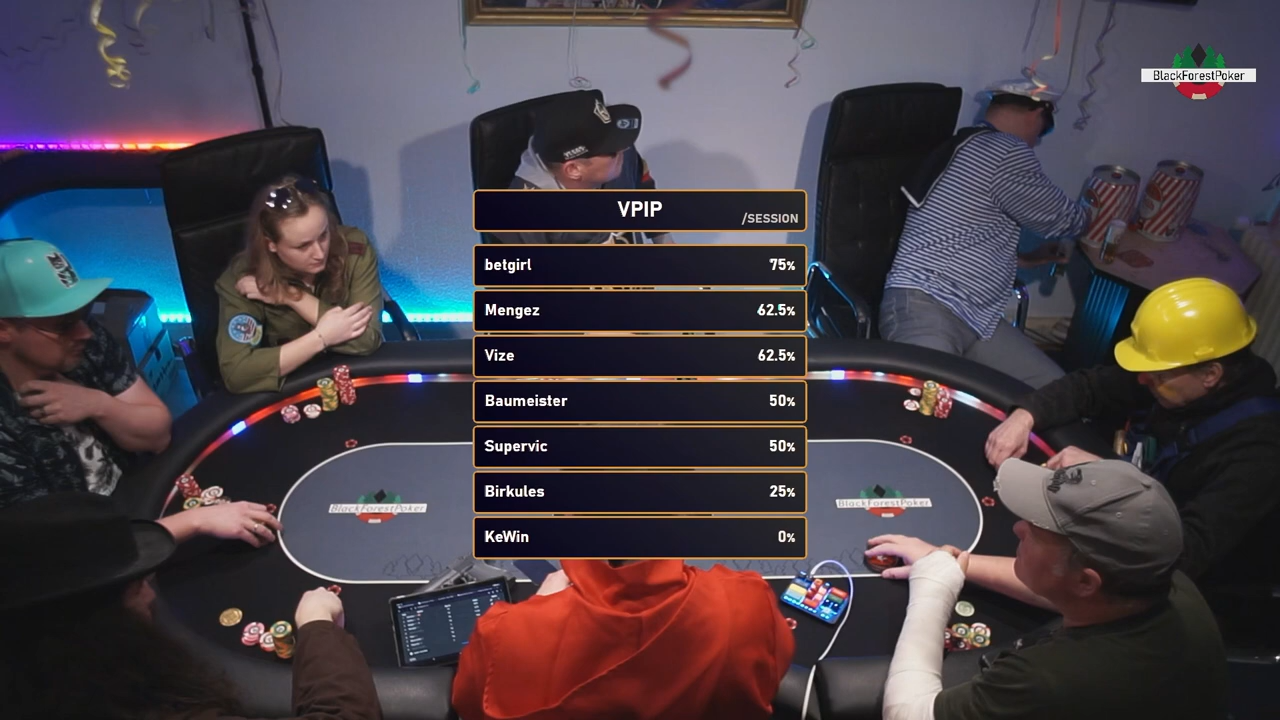 BlackForestPoker
VPIP
/SESSION
betgirl 75%
Mengez 62.5%
Vize 62.5%
Baumeister 50%
Supervic 50%
Birkules 25%
KeWin 0%
BlackForestPoker
BlackForestPoker